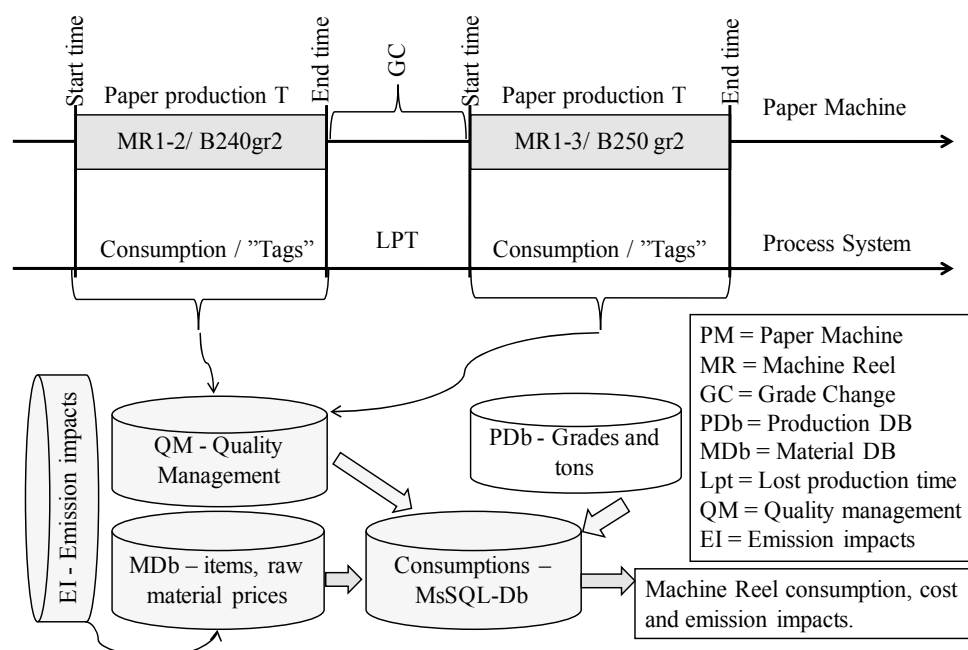 Start time
End time
GC
Start time
End time
Paper production T
Paper production T
Paper Machine
MR1-2/ B240gr2
MR1-3/ B250 gr2
Consumption / ”Tags”
LPT
Consumption / ”Tags”
Process System
PM = Paper Machine
MR = Machine Reel
GC = Grade Change
PDb = Production DB
MDb = Material DB
Lpt = Lost production time
QM = Quality management
EI = Emission impacts
EI - Emission impacts
QM - Quality
Management
PDb - Grades and
tons
MDb – items, raw
material prices
Consumptions –
MsSQL-Db
Machine Reel consumption, cost
and emission impacts.